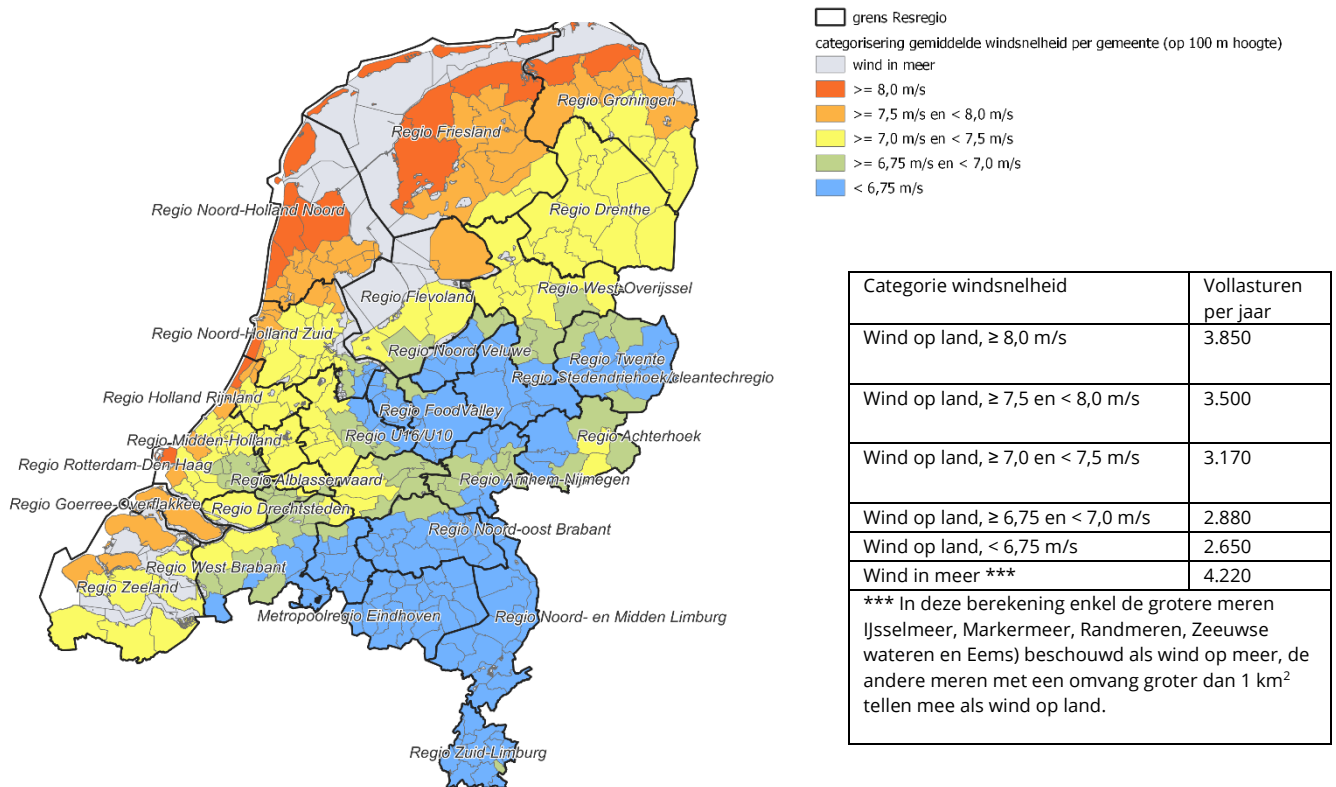 grens Resregio
categorisering gemiddelde windsnelheid per gemeente (op 100 m hoogte)
wind in meer
>= 8,0 m/s
>= 7,5 m/s en < 8,0 m/s
>= 7,0 m/s en < 7,5 m/s
>= 6,75 m/s en < 7,0 m/s
< 6,75 m/s
Regio Groningen
Regio Friesland
Regio Noord-Holland Noord
Regio Drenthe
Regio West-Overijssel
Regio Flevoland
Regio Noord-Holland Zuid
Regio Noord Veluwe
Regio Twente
Regio Stedendriehoek/cleantechregio
Regio Holland Rijnland
Regio FoodValley
Regio Midden-Holland
Regio U16/U10
Regio Achterhoek
Regio Rotterdam-Den Haag
Regio Alblasserwaard
Regio Arnhem-Nijmegen
Regio Goerree-Overflakkee
Regio Drechtsteden
Regio Noord-oost Brabant
Regio West Brabant
Regio Zeeland
Metropoolregio Eindhoven
Regio Noord- en Midden Limburg
Regio Zuid-Limburg
Categorie windsnelheid
Vollasturen
per jaar
Wind op land, ≥ 8,0 m/s
3.850
Wind op land, ≥ 7,5 en < 8,0 m/s
3.500
Wind op land, ≥ 7,0 en < 7,5 m/s
3.170
Wind op land, ≥ 6,75 en < 7,0 m/s
2.880
Wind op land, < 6,75 m/s
2.650
Wind in meer ***
4.220
*** In deze berekening enkel de grotere meren
IJsselmeer, Markermeer, Randmeren, Zeeuwse
wateren en Eems) beschouwd als wind op meer, de
andere meren met een omvang groter dan 1 km²
tellen mee als wind op land.